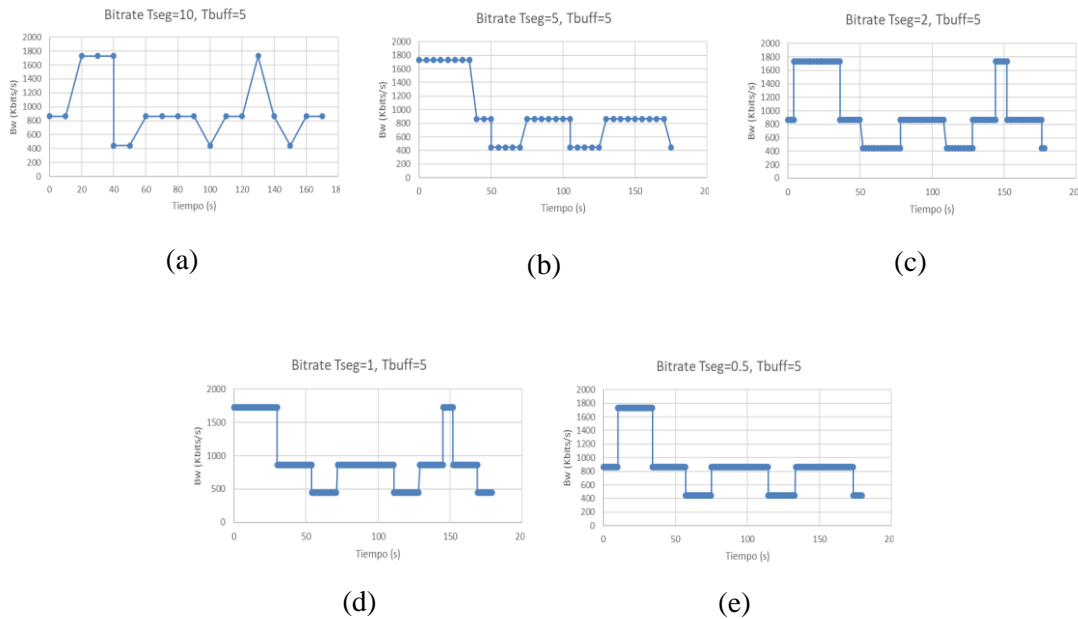 Bitrate Tseg=10, Tbuff=5
Bw (Kbits/s)
2000
1800
1600
1400
1200
1000
800
600
400
200
0
0 20 40 60 80 100 120 140 160 18
Tiempo (s)
(a)
Bitrate Tseg=5, Tbuff=5
Bw (Kbits/s)
2000
1800
1600
1400
1200
1000
800
600
400
200
0
0 50 100 150 20
Tiempo (s)
(b)
Bitrate Tseg=2, Tbuff=5
Bw (Kbits/s)
2000
1800
1600
1400
1200
1000
800
600
400
200
0
0 50 100 150 20
Tiempo (s)
(c)
Bitrate Tseg=1, Tbuff=5
Bw (Kbits/s)
2000
1500
1000
500
0
0 50 100 150 20
Tiempo (s)
(d)
Bitrate Tseg=0.5, Tbuff=5
Bw (Kbits/s)
2000
1800
1600
1400
1200
1000
800
600
400
200
0
0 50 100 150 20
Tiempo (s)
(e)